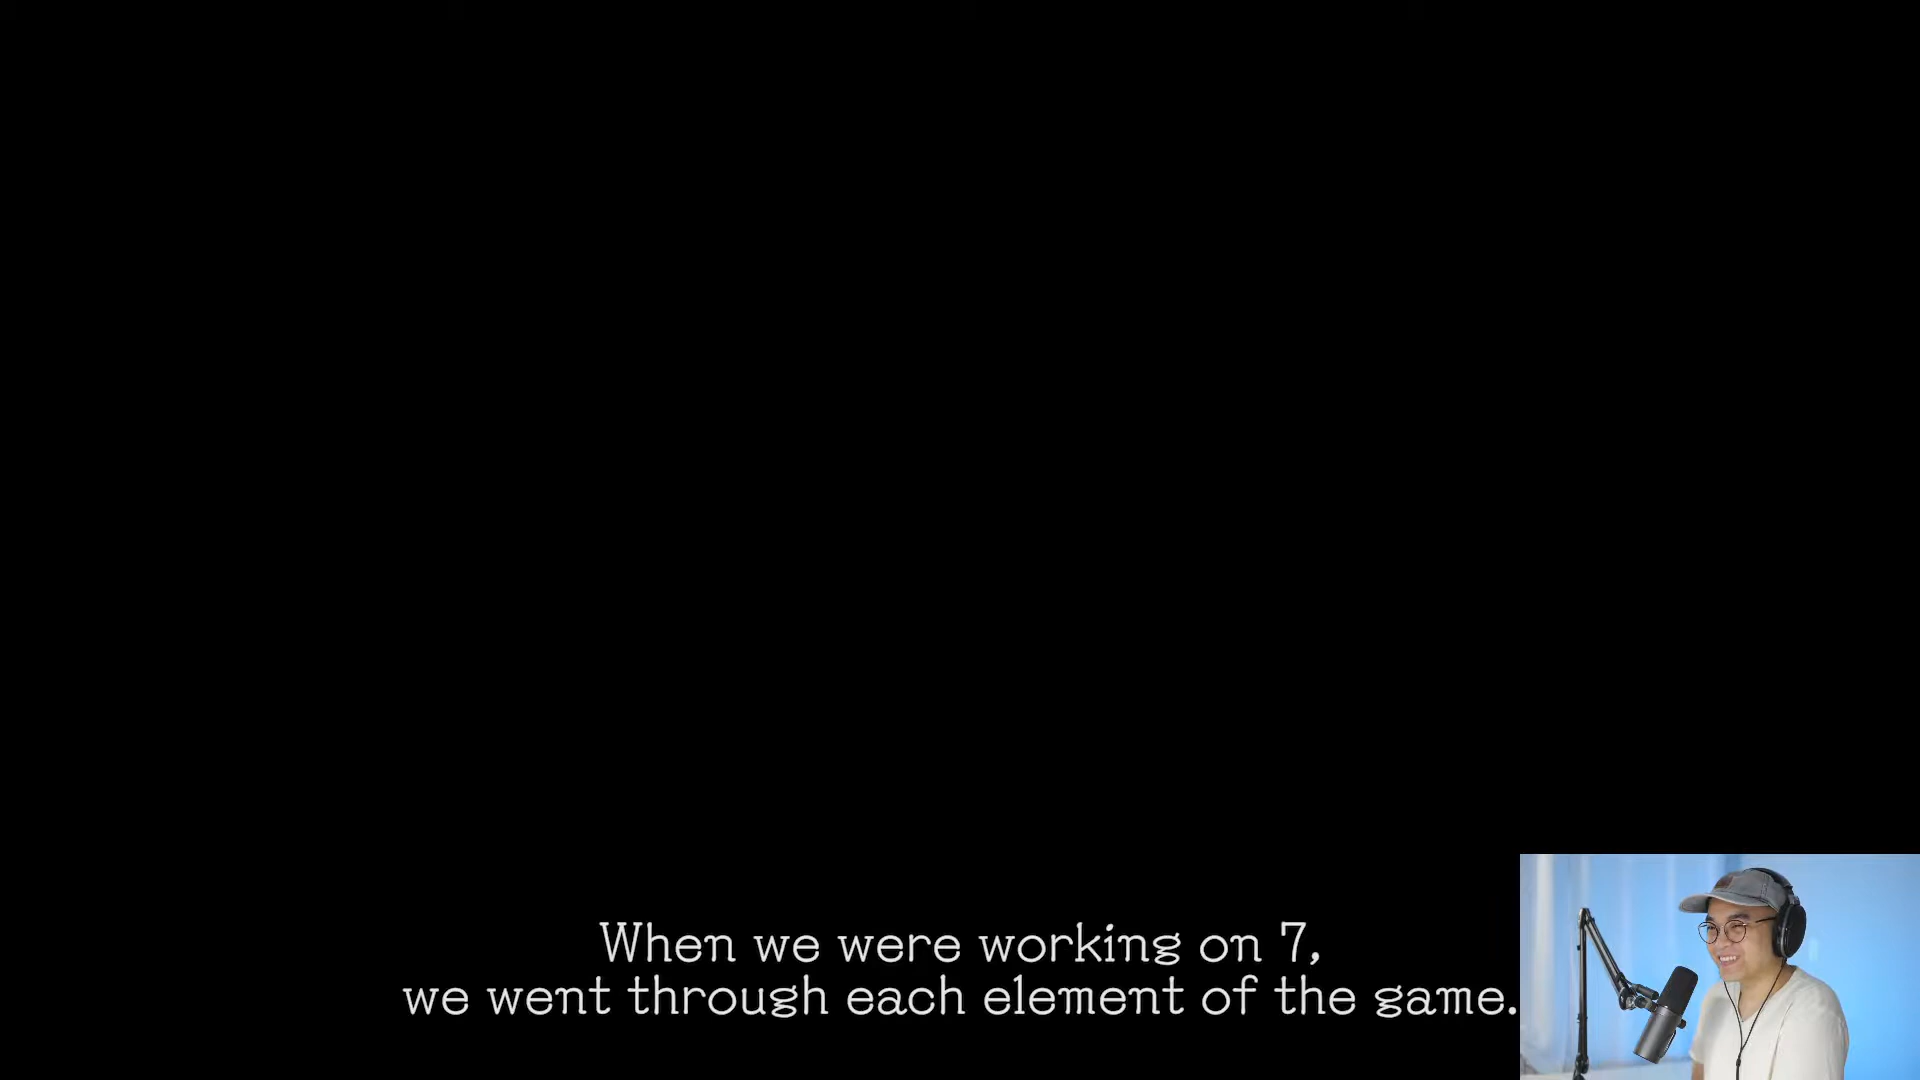 When we were working on 7,
we went through each element of the game.